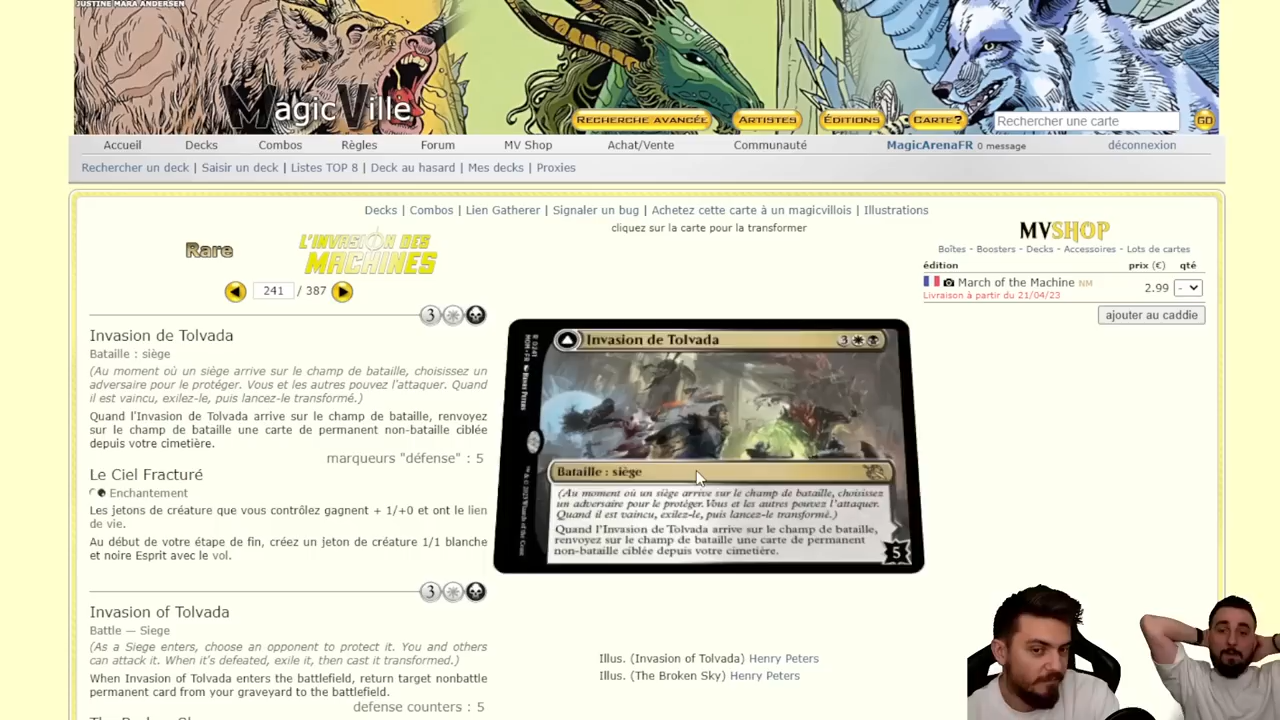 JUSTINE MARA ANDERSEN
MagicVille
RECHERCHE AVANCÉE
ARTISTES
ÉDITIONS
CARTE?
Rechercher une carte
GO
Accueil Decks Combos Règles Forum MV Shop Achat/Vente Communauté MagicArenaFR 0 message déconnexion
Rechercher un deck | Saisir un deck | Listes TOP 8 | Deck au hasard | Mes decks | Proxies
Decks | Combos | Lien Gatherer | Signaler un bug | Achetez cette carte à un magicvillois | Illustrations
cliquez sur la carte pour la transformer
Rare
L'INVASION DES
MACHINES
241 / 387
3
Invasion de Tolvada
Bataille : siège
(Au moment où un siège arrive sur le champ de bataille, choisissez un
adversaire pour le protéger. Vous et les autres pouvez l'attaquer. Quand
il est vaincu, exilez-le, puis lancez-le transformé.)
Quand l'Invasion de Tolvada arrive sur le champ de bataille, renvoyez
sur le champ de bataille une carte de permanent non-bataille ciblée
depuis votre cimetière.
marqueurs "défense" : 5
Le Ciel Fracturé
Enchantement
Les jetons de créature que vous contrôlez gagnent + 1/+0 et ont le lien
de vie.
Au début de votre étape de fin, créez un jeton de créature 1/1 blanche
et noire Esprit avec le vol.
3
Invasion of Tolvada
Battle — Siege
(As a Siege enters, choose an opponent to protect it. You and others
can attack it. When it's defeated, exile it, then cast it transformed.)
When Invasion of Tolvada enters the battlefield, return target nonbattle
permanent card from your graveyard to the battlefield.
defense counters : 5
Invasion de Tolvada
3
Bataille : siège
(Au moment où un siège arrive sur le champ de bataille, choisissez
un adversaire pour le protéger. Vous et les autres pouvez l'attaquer.
Quand il est vaincu, exilez-le, puis lancez-le transformé.)
Quand l'Invasion de Tolvada arrive sur le champ de bataille,
renvoyez sur le champ de bataille une carte de permanent
non-bataille ciblée depuis votre cimetière.
5
Illus. (Invasion of Tolvada) Henry Peters
Illus. (The Broken Sky) Henry Peters
MVSHOP
Boîtes - Boosters - Decks - Accessoires - Lots de cartes
édition prix (€) qté
March of the Machine NM 2.99 -
Livraison à partir du 21/04/23
ajouter au caddie